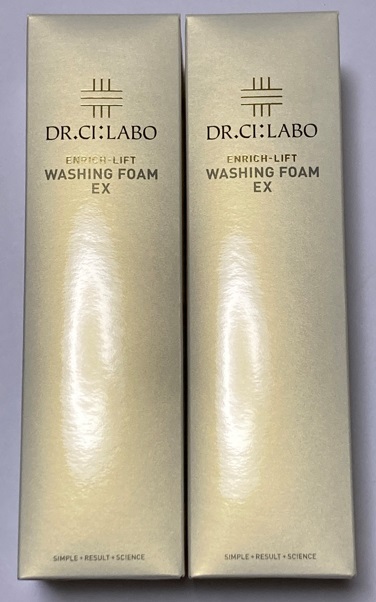 DR.CI:LABO
ENRICH-LIFT
WASHING FOAM
EX
SIMPLE + RESULT + SCIENCE
DR.CI:LABO
ENRICH-LIFT
WASHING FOAM
EX
SIMPLE + RESULT + SCIENCE